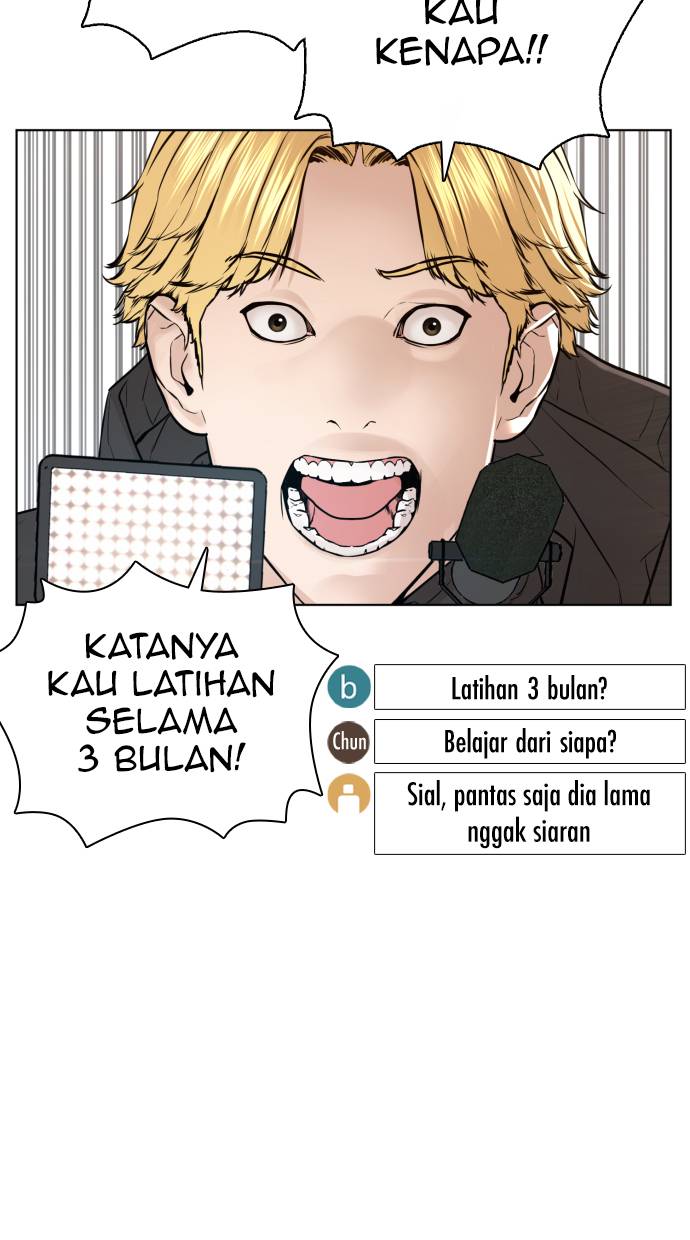 KAU
KENAPA!!
KATANYA
KAU LATIHAN
SELAMA
3 BULAN!
b
Latihan 3 bulan?
Chun
Belajar dari siapa?
Sial, pantas saja dia lama
nggak siaran